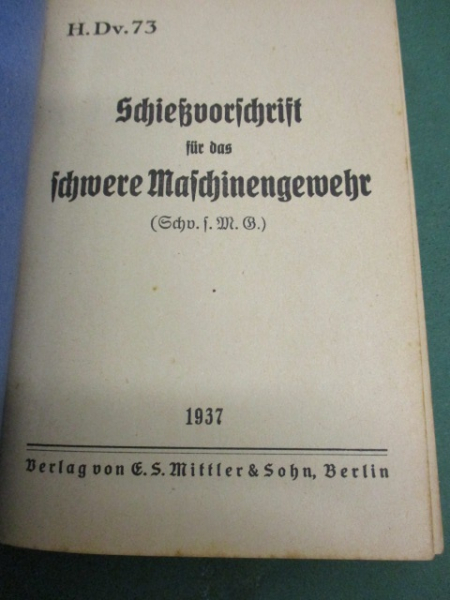 H. Dv. 73
Schießvorschrift
für das
schwere Maschinengewehr
(Schv. s. M. G.)
1937
Verlag von E. S. Mittler & Sohn, Berlin